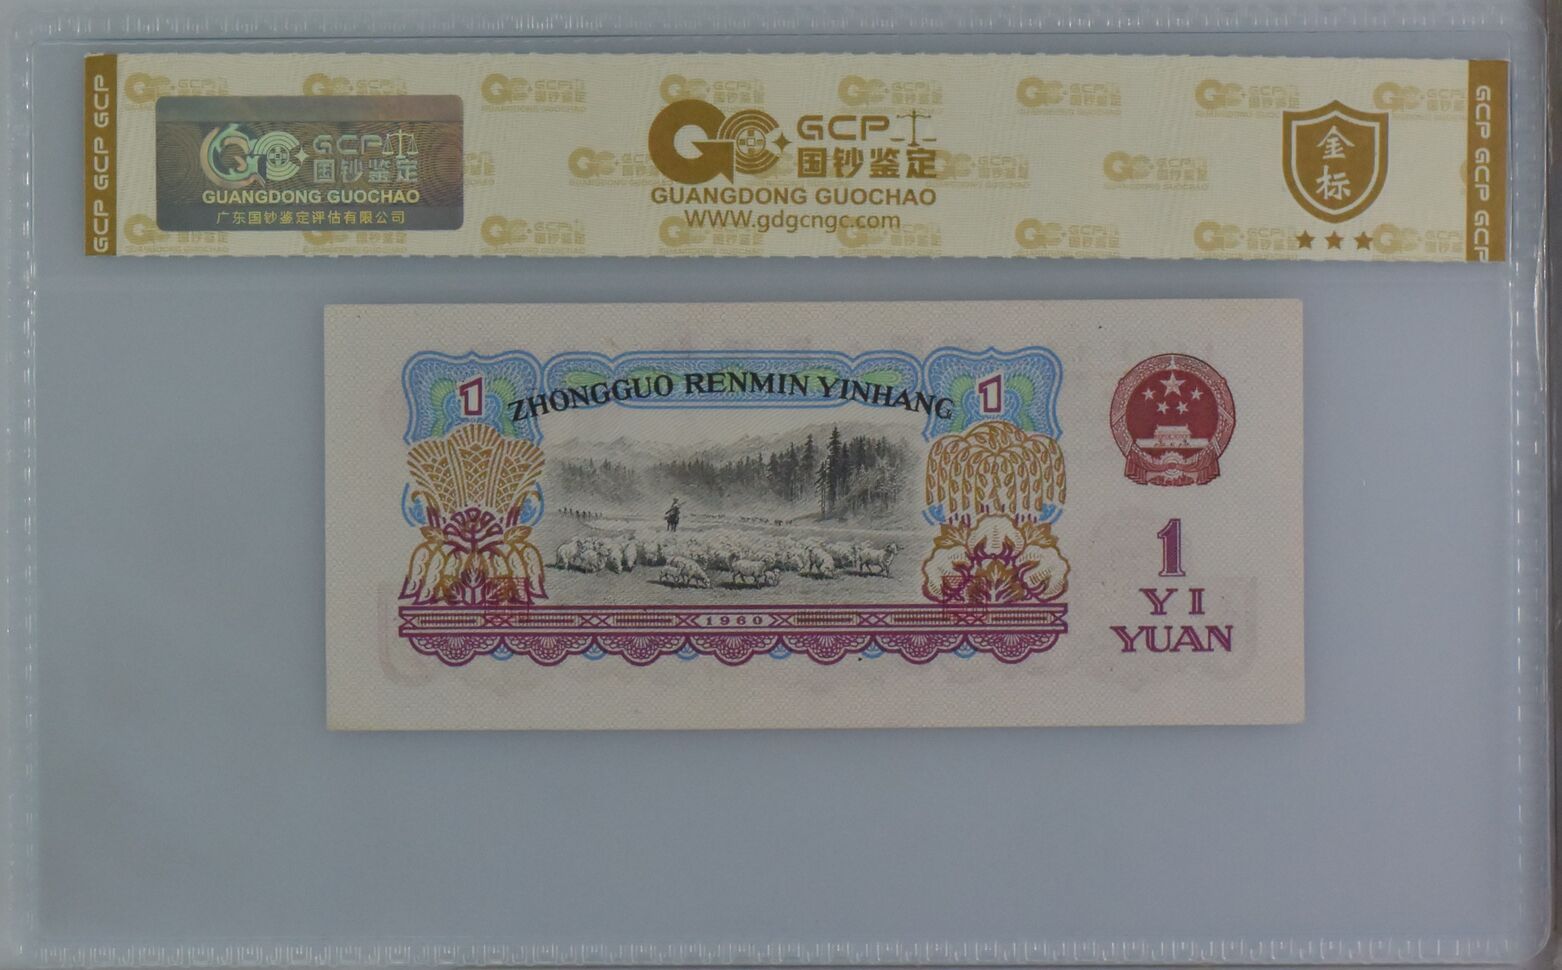 GCP GCP GCP
GCP
国钞鉴定
GUANGDONG GUOCHAO
广东国钞鉴定评估有限公司
GCP
国钞鉴定
GUANGDONG GUOCHAO
WWW.gdgcngc.com
金
标
GCP GCP GCP
ZHONGGUO RENMIN YINHANG
1
1
1960
1
YI
YUAN